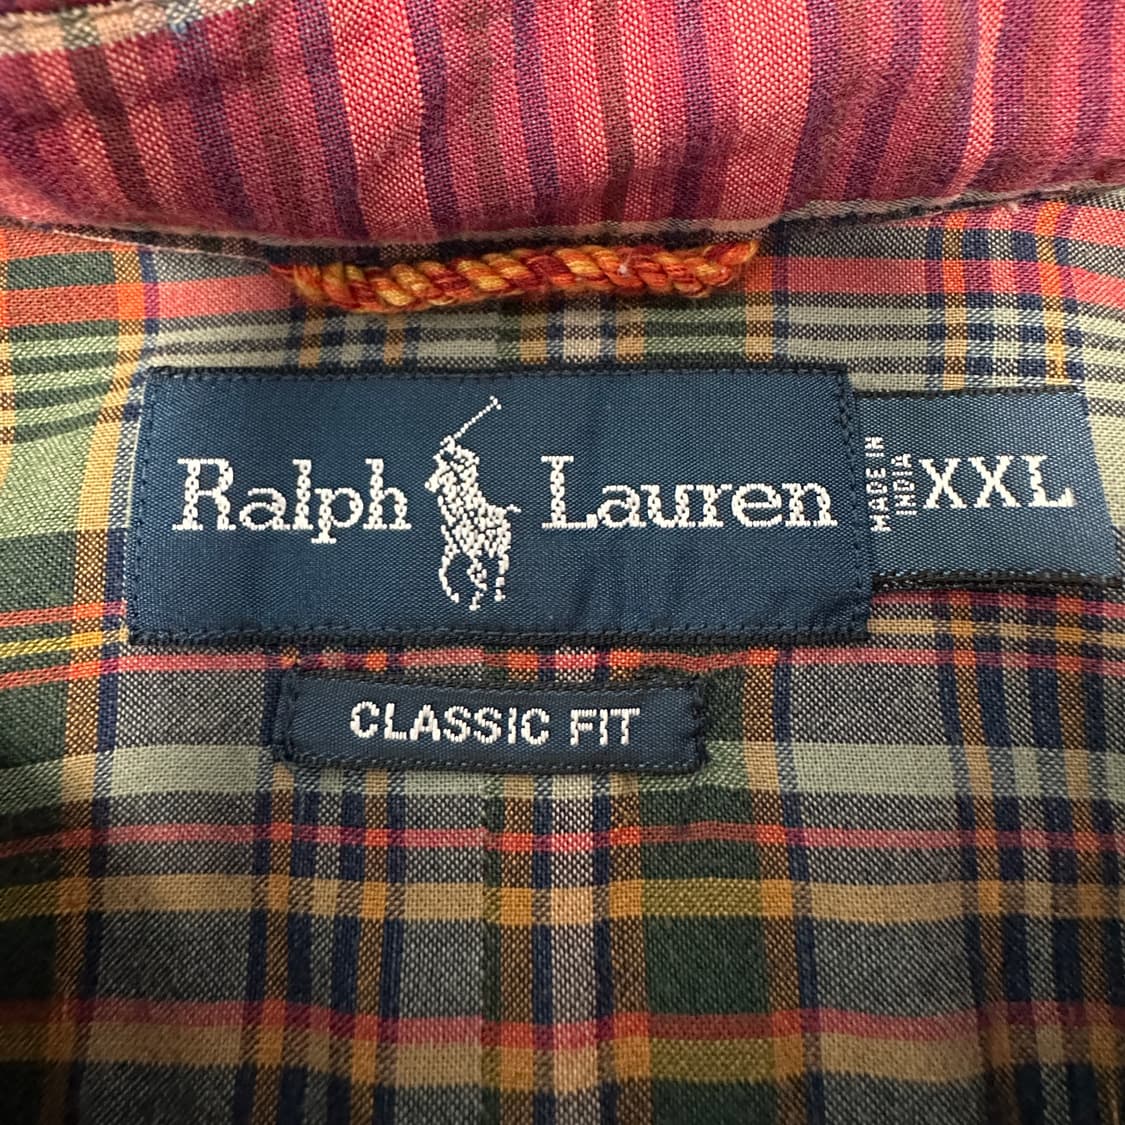 Ralph Lauren
MADE IN
INDIA
XXL
CLASSIC FIT